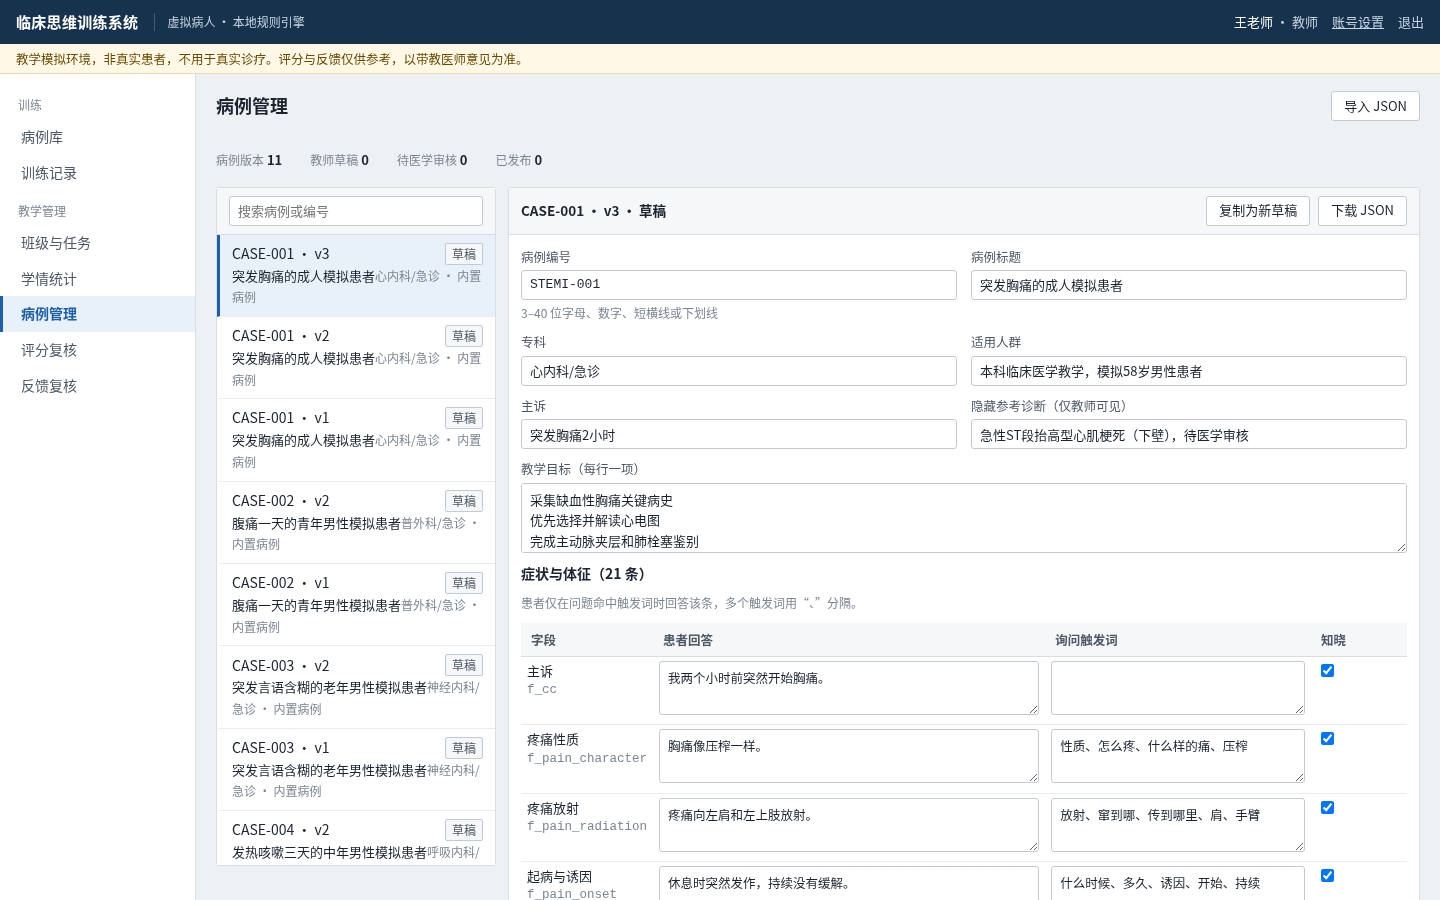 临床思维训练系统
虚拟病人 · 本地规则引擎
王老师 · 教师 账号设置 退出
教学模拟环境，非真实患者，不用于真实诊疗。评分与反馈仅供参考，以带教医师意见为准。
训练
病例库
训练记录
教学管理
班级与任务
学情统计
病例管理
评分复核
反馈复核
病例管理
导入 JSON
病例版本 11 教师草稿 0 待医学审核 0 已发布 0
搜索病例或编号
CASE-001 · v3 草稿
突发胸痛的成人模拟患者心内科/急诊 · 内置
病例
CASE-001 · v2 草稿
突发胸痛的成人模拟患者心内科/急诊 · 内置
病例
CASE-001 · v1 草稿
突发胸痛的成人模拟患者心内科/急诊 · 内置
病例
CASE-002 · v2 草稿
腹痛一天的青年男性模拟患者普外科/急诊 ·
内置病例
CASE-002 · v1 草稿
腹痛一天的青年男性模拟患者普外科/急诊 ·
内置病例
CASE-003 · v2 草稿
突发言语含糊的老年男性模拟患者神经内科/
急诊 · 内置病例
CASE-003 · v1 草稿
突发言语含糊的老年男性模拟患者神经内科/
急诊 · 内置病例
CASE-004 · v2 草稿
发热咳嗽三天的中年男性模拟患者呼吸内科/
CASE-001 · v3 · 草稿
复制为新草稿 下载 JSON
病例编号
STEMI-001
3–40 位字母、数字、短横线或下划线
病例标题
突发胸痛的成人模拟患者
专科
心内科/急诊
适用人群
本科临床医学教学，模拟58岁男性患者
主诉
突发胸痛2小时
隐藏参考诊断（仅教师可见）
急性ST段抬高型心肌梗死（下壁），待医学审核
教学目标（每行一项）
采集缺血性胸痛关键病史
优先选择并解读心电图
完成主动脉夹层和肺栓塞鉴别
症状与体征（21 条）
患者仅在问题命中触发词时回答该条，多个触发词用“、”分隔。
字段 患者回答 询问触发词 知晓
主诉
f_cc
我两个小时前突然开始胸痛。
疼痛性质
f_pain_character
胸痛像压榨一样。
性质、怎么疼、什么样的痛、压榨
疼痛放射
f_pain_radiation
疼痛向左肩和左上肢放射。
放射、窜到哪、传到哪里、肩、手臂
起病与诱因
f_pain_onset
休息时突然发作，持续没有缓解。
什么时候、多久、诱因、开始、持续